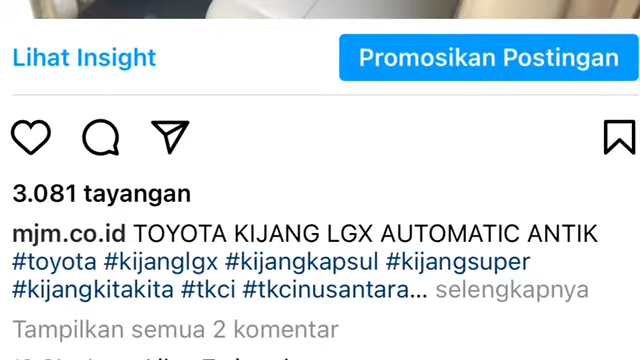 Lihat Insight
Promosikan Postingan
3.081 tayangan
mjm.co.id TOYOTA KIJANG LGX AUTOMATIC ANTIK
#toyota #kijanglgx #kijangkapsul #kijangsuper
#kijangkitakita #tkci #tkcinusantara... selengkapnya
Tampilkan semua 2 komentar